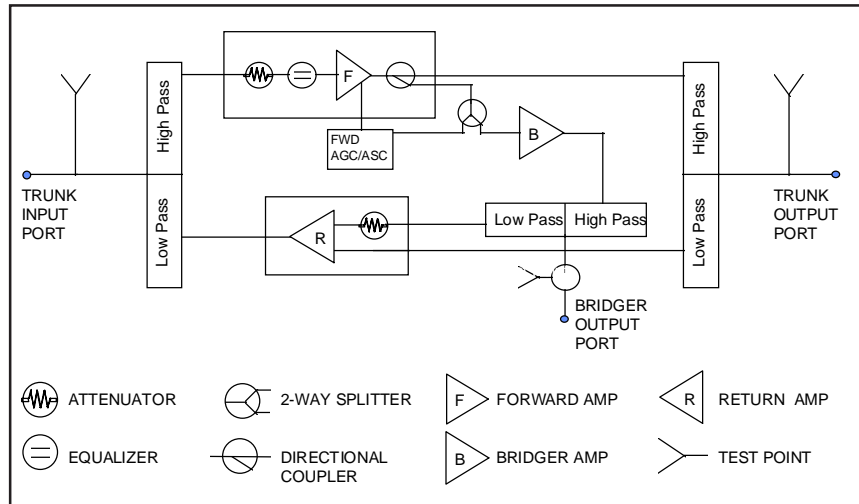 High Pass
F
FWD
AGC/ASC
B
High Pass
TRUNK
INPUT
PORT
TRUNK
OUTPUT
PORT
Low Pass
R
Low Pass
High Pass
Low Pass
BRIDGER
OUTPUT
PORT
ATTENUATOR
2-WAY SPLITTER
F
FORWARD AMP
R
RETURN AMP
EQUALIZER
DIRECTIONAL
COUPLER
B
BRIDGER AMP
TEST POINT